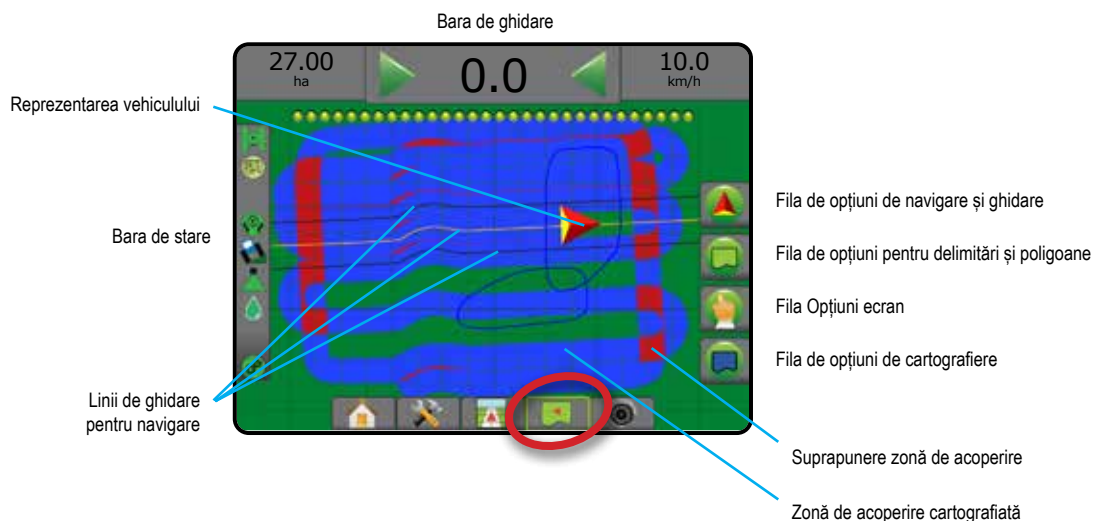 Bara de ghidare
27.00
ha
0.0
10.0
km/h
Reprezentarea vehiculului
Bara de stare
Linii de ghidare
pentru navigare
Fila de opțiuni de navigare și ghidare
Fila de opțiuni pentru delimitări și poligoane
Fila Opțiuni ecran
Fila de opțiuni de cartografiere
Suprapunere zonă de acoperire
Zonă de acoperire cartografiată